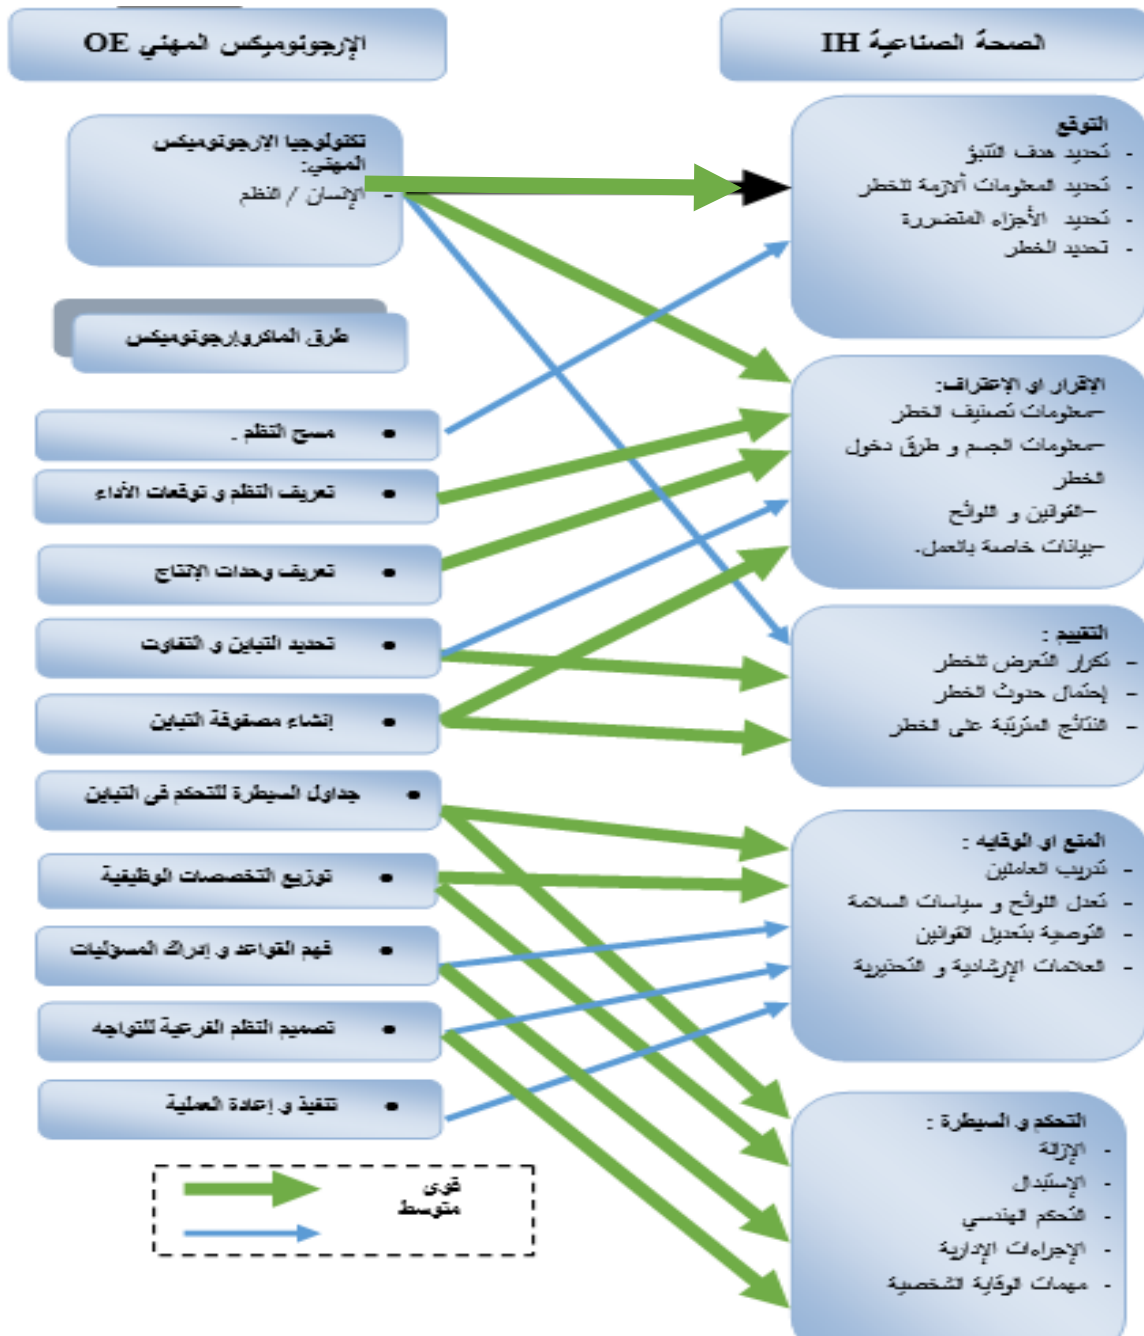 الصحة الصناعية IH
التوقع
- تحديد هدف التنبؤ
- تحديد المعلومات ألازمة للخطر
- تحديد الأجزاء المتضررة
- تحديد الخطر
الإقرار او الإعتراف:
–معلومات تصنيف الخطر
–معلومات الجسم و طرق دخول
الخطر
–القوانين و اللوائح
–بيانات خاصة بالعمل.
التقييم :
- تكرار التعرض للخطر
- إحتمال حدوث الخطر
- النتائج المترتبة على الخطر
المنع او الوقايه :
- تدريب العاملين
- تعدل اللوائح و سياسات السلامة
- التوصية بتعديل القوانين
- العلامات الإرشادية و التحذيرية
التحكم و السيطرة :
- الإزالة
- الإستبدال
- التحكم الهندسي
- الإجراءات الإدارية
- مهمات الوقاية الشخصية
الإرجونوميكس المهني OE
تكنولوجيا الإرجونوميكس
المهني:
- الإنسان / النظم
طرق الماكروإرجونوميكس
• مسح النظم .
• تعريف النظم و توقعات الأداء
• تعريف وحدات الإنتاج
• تحديد التباين و التفاوت
• إنشاء مصفوفة التباين
• جداول السيطرة للتحكم فى التباين
• توزيع التخصصات الوظيفية
• فهم القواعد و إدراك المسؤليات
• تصميم النظم الفرعية للتواجه
• تنفيذ و إعادة العملية
قوى
متوسط